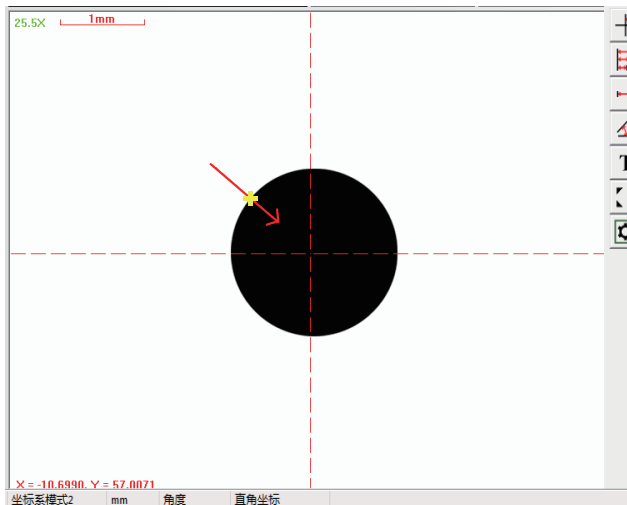 25.5X
1mm
X = -10.6990, Y = 57.0071
坐标系模式2 mm 角度 直角坐标